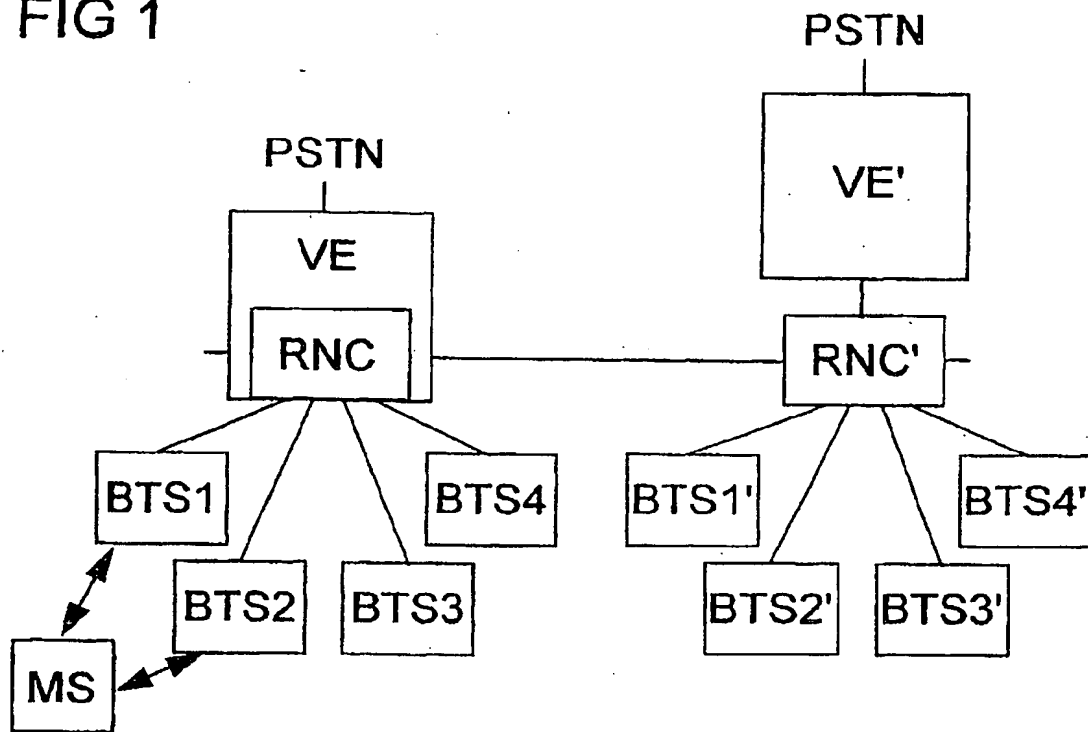 FIG 1
PSTN
PSTN
VE
VE'
RNC
RNC'
BTS1
BTS4
BTS1'
BTS4'
BTS2
BTS3
BTS2'
BTS3'
MS